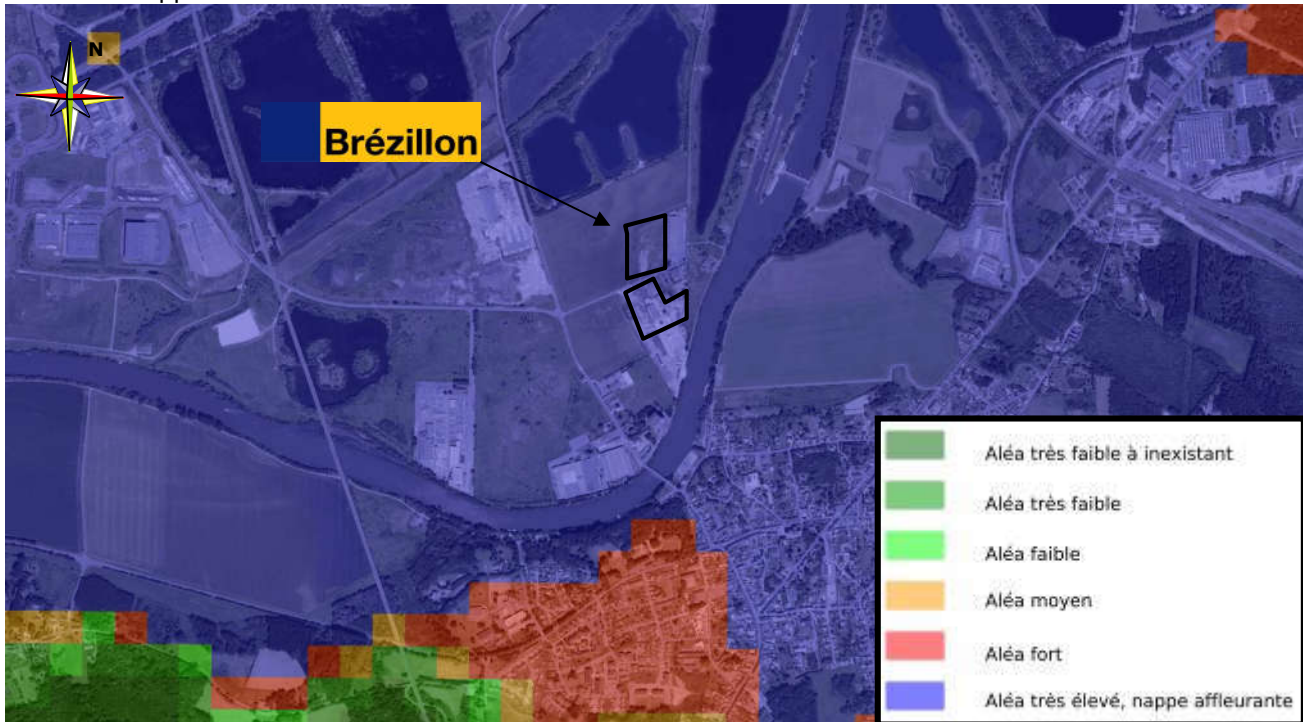 N
Brézillon
Aléa très faible à inexistant
Aléa très faible
Aléa faible
Aléa moyen
Aléa fort
Aléa très élevé, nappe affleurante